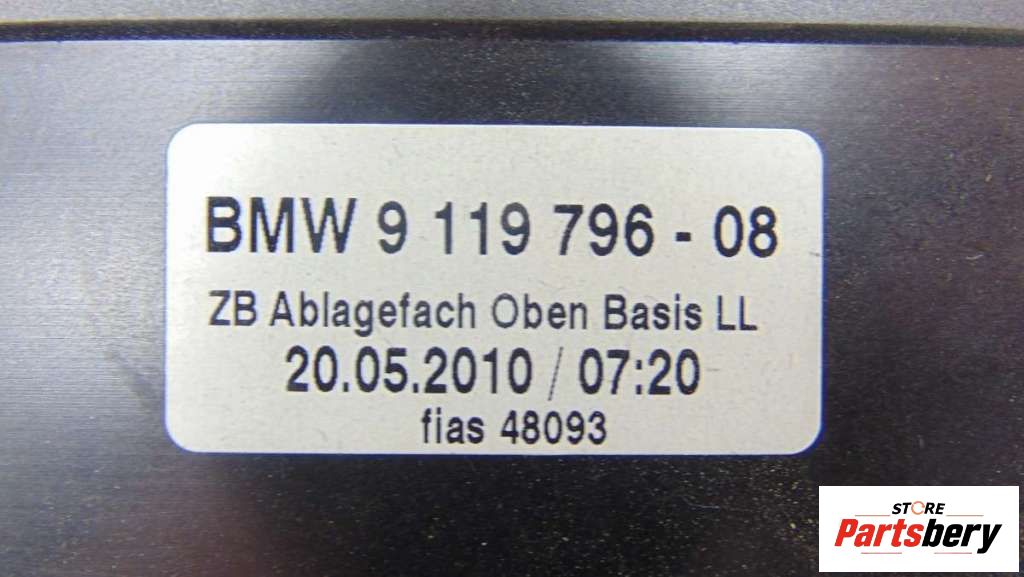 BMW 9 119 796 - 08
ZB Ablagefach Oben Basis LL
20.05.2010 / 07:20
fias 48093
STORE
Partsbery